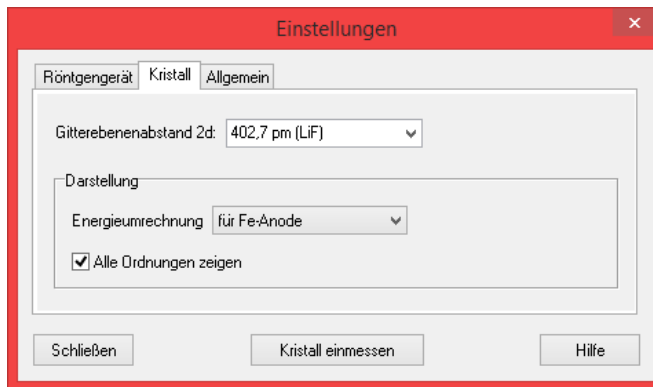 Einstellungen
Röntgengerät Kristall Allgemein
Gitterebenenabstand 2d: 402,7 pm (LiF)
Darstellung
Energieumrechnung für Fe-Anode
Alle Ordnungen zeigen
Schließen Kristall einmessen Hilfe